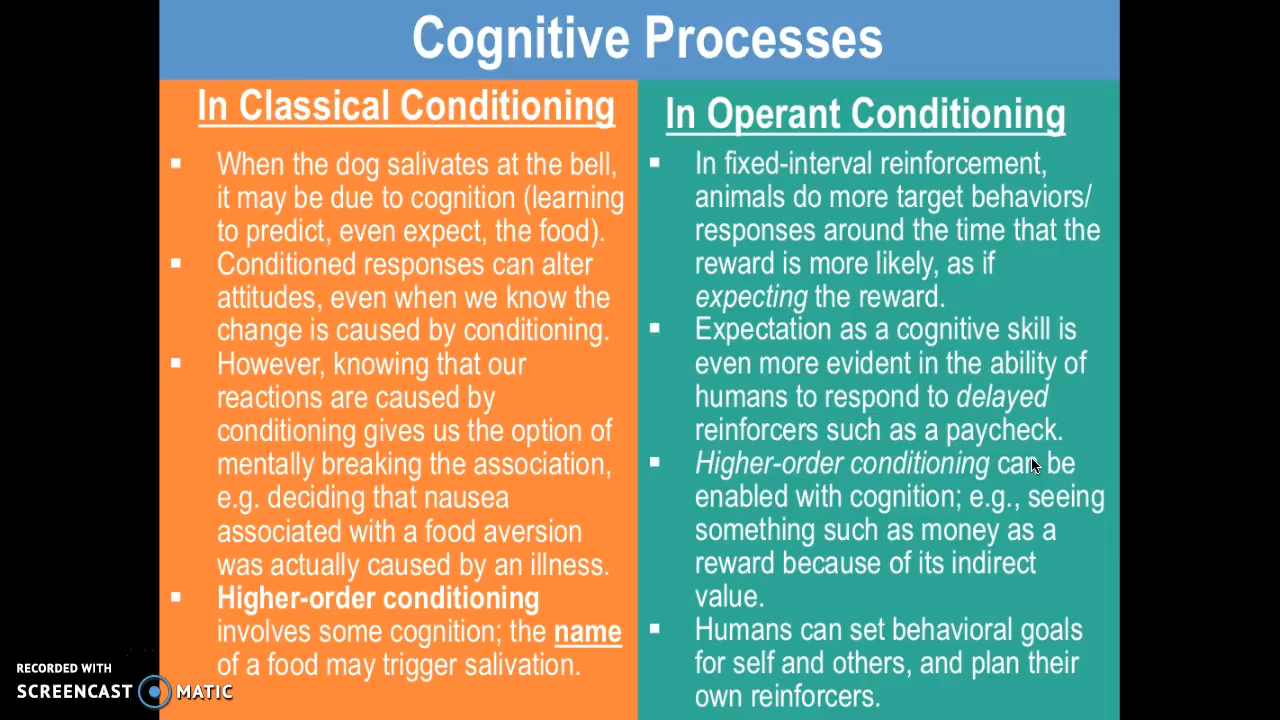 Cognitive Processes
In Classical Conditioning
▪ When the dog salivates at the bell,
it may be due to cognition (learning
to predict, even expect, the food).
▪ Conditioned responses can alter
attitudes, even when we know the
change is caused by conditioning.
▪ However, knowing that our
reactions are caused by
conditioning gives us the option of
mentally breaking the association,
e.g. deciding that nausea
associated with a food aversion
was actually caused by an illness.
▪ Higher-order conditioning
involves some cognition; the name
of a food may trigger salivation.
In Operant Conditioning
▪ In fixed-interval reinforcement,
animals do more target behaviors/
responses around the time that the
reward is more likely, as if
expecting the reward.
▪ Expectation as a cognitive skill is
even more evident in the ability of
humans to respond to delayed
reinforcers such as a paycheck.
▪ Higher-order conditioning can be
enabled with cognition; e.g., seeing
something such as money as a
reward because of its indirect
value.
▪ Humans can set behavioral goals
for self and others, and plan their
own reinforcers.
RECORDED WITH
SCREENCAST MATIC